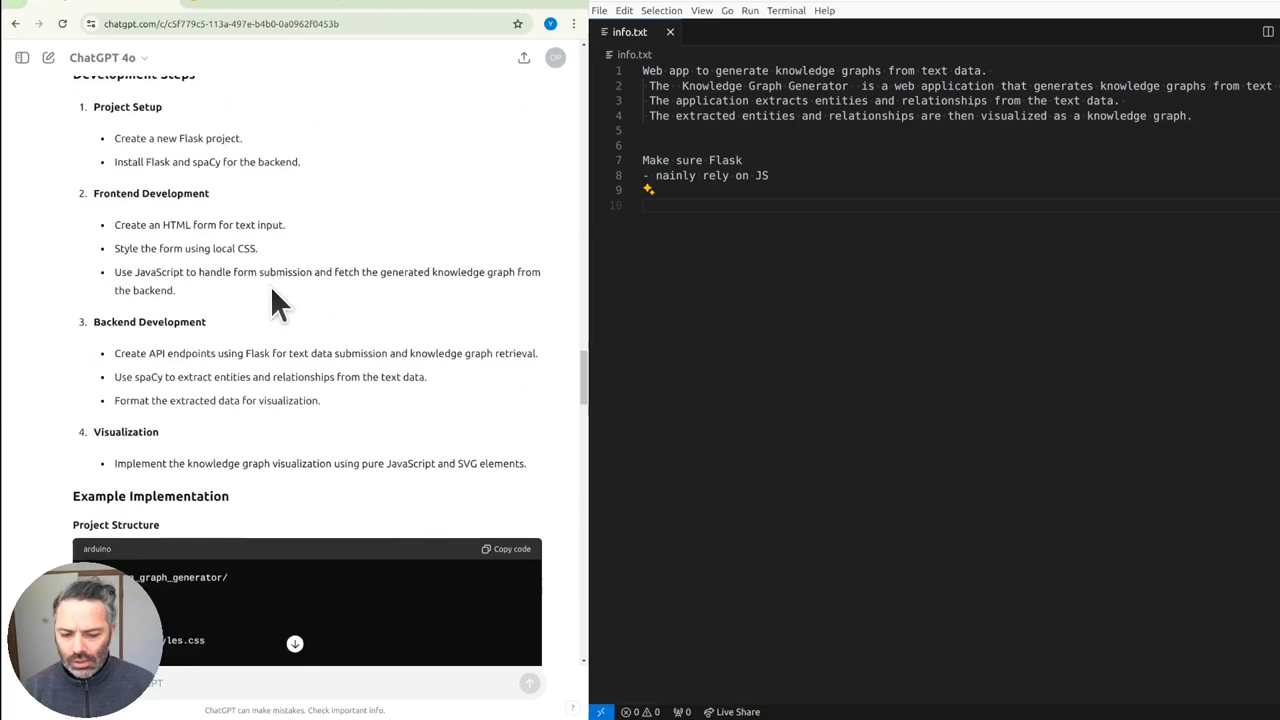 chatgpt.com/c/c5f779c5-113a-497e-b4b0-0a0962f0453b
Y
ChatGPT 4o
OP
Development Steps
1. Project Setup
• Create a new Flask project.
• Install Flask and spaCy for the backend.
2. Frontend Development
• Create an HTML form for text input.
• Style the form using local CSS.
• Use JavaScript to handle form submission and fetch the generated knowledge graph from
the backend.
3. Backend Development
• Create API endpoints using Flask for text data submission and knowledge graph retrieval.
• Use spaCy to extract entities and relationships from the text data.
• Format the extracted data for visualization.
4. Visualization
• Implement the knowledge graph visualization using pure JavaScript and SVG elements.
Example Implementation
Project Structure
arduino
Copy code
_graph_generator/
les.css
PT
ChatGPT can make mistakes. Check important info.
?
File Edit Selection View Go Run Terminal Help
info.txt
info.txt
1 Web app to generate knowledge graphs from text data.
2 The Knowledge Graph Generator is a web application that generates knowledge graphs from text
3 The application extracts entities and relationships from the text data.
4 The extracted entities and relationships are then visualized as a knowledge graph.
5
6
7 Make sure Flask
8 - nainly rely on JS
9
10
0 0 0 Live Share